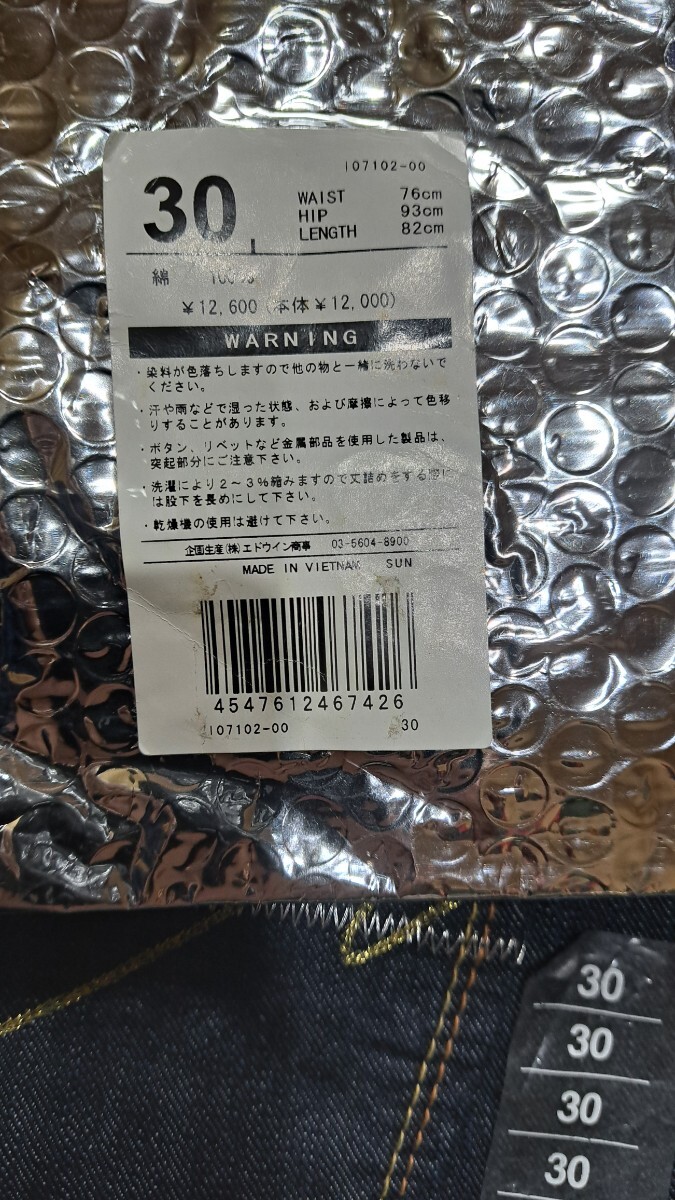 I07102-00
30
WAIST 76cm
HIP 93cm
LENGTH 82cm
綿 100%
¥12,600 (本体¥12,000)
WARNING
・染料が色落ちしますので他の物と一緒に洗わないで
ください。
・汗や雨などで湿った状態、および摩擦によって色移
りすることがあります。
・ボタン、リベットなど金属部品を使用した製品は、
突起部分にご注意下さい。
・洗濯により2〜3%縮みますので丈詰めをする際に
は股下を長めにして下さい。
・乾燥機の使用は避けて下さい。
企画生産(株)エドウイン商事 03-5604-8900
MADE IN VIETNAM SUN
4547612467426
I07102-00 30
30
30
30
30